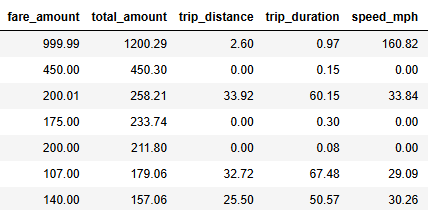 fare_amount total_amount trip_distance trip_duration speed_mph
999.99 1200.29 2.60 0.97 160.82
450.00 450.30 0.00 0.15 0.00
200.01 258.21 33.92 60.15 33.84
175.00 233.74 0.00 0.30 0.00
200.00 211.80 0.00 0.08 0.00
107.00 179.06 32.72 67.48 29.09
140.00 157.06 25.50 50.57 30.26